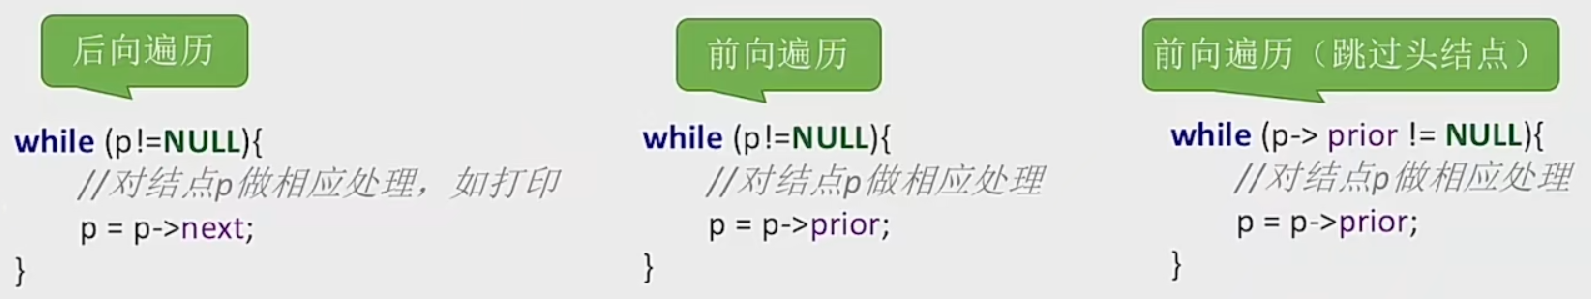 后向遍历
while (p!=NULL){
//对结点p做相应处理，如打印
p = p->next;
}
前向遍历
while (p!=NULL){
//对结点p做相应处理
p = p->prior;
}
前向遍历（跳过头结点）
while (p-> prior != NULL){
//对结点p做相应处理
p = p->prior;
}